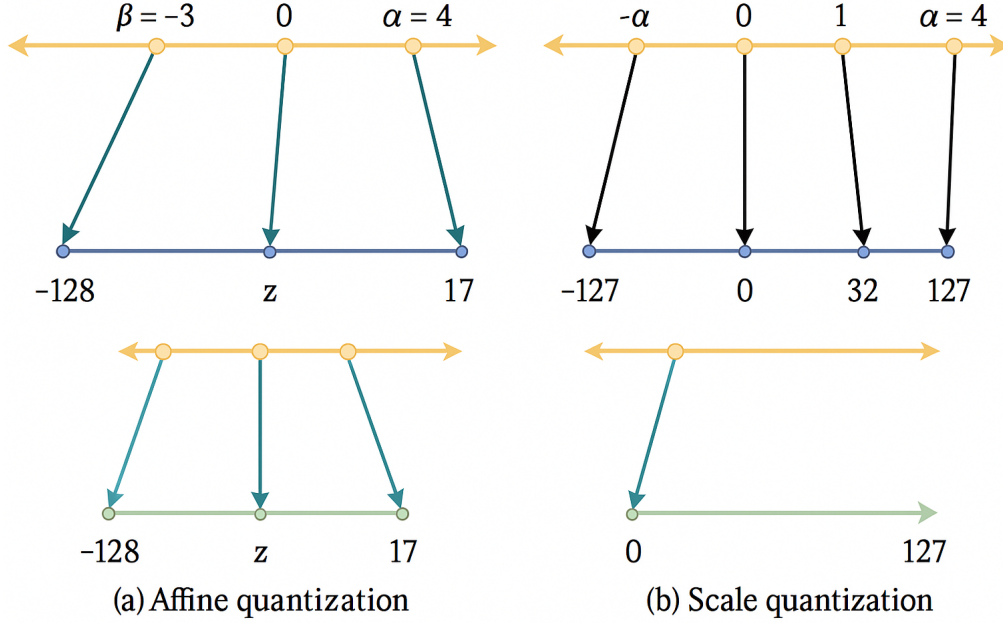 β = –3 0 α = 4
-α 0 1 α = 4
–128 z 17
–127 0 32 127
–128 z 17
0 127
(a) Affine quantization
(b) Scale quantization